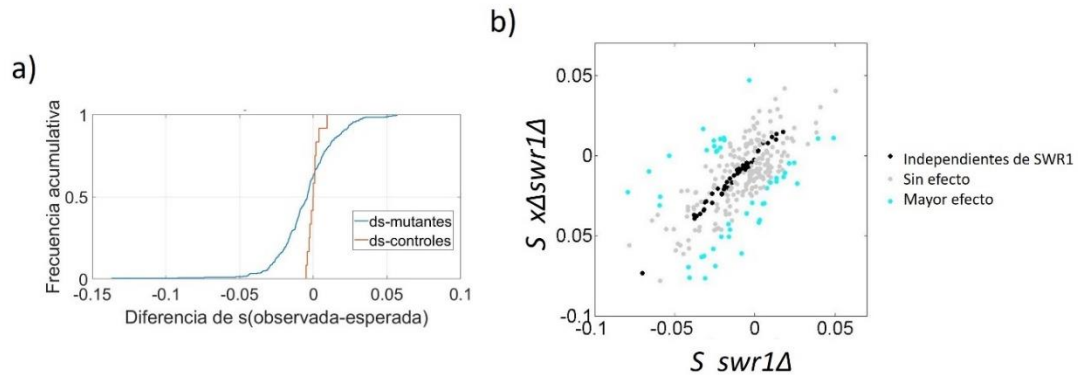 a)
Frecuencia acumulativa
1
0.5
0
-0.15
-0.1
-0.05
0
0.05
0.1
ds-mutantes
ds-controles
Diferencia de s(observada-esperada)
b)
S xΔswr1Δ
0.05
0
0.05
-0.1
-0.1
-0.05
0
0.05
S swr1Δ
Independientes de SWR1
Sin efecto
Mayor efecto